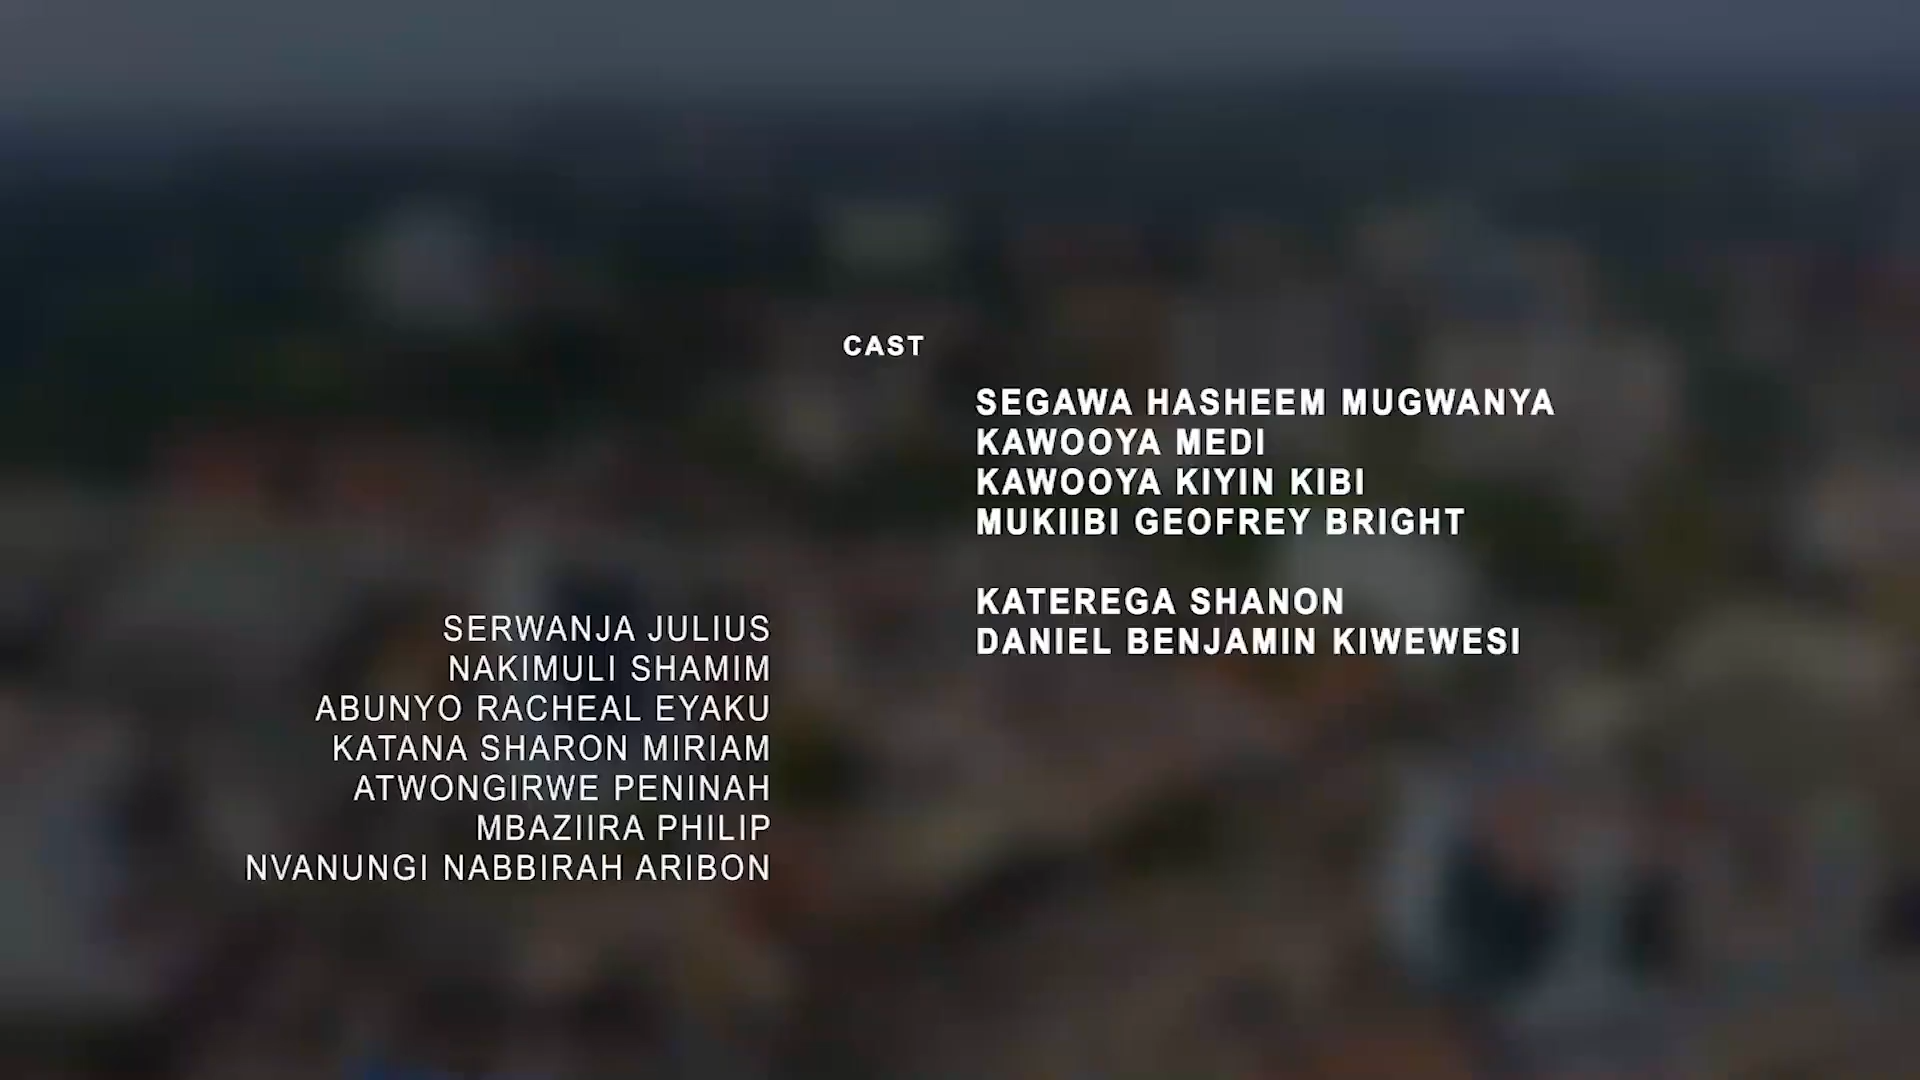 CAST
SEGAWA HASHEEM MUGWANYA
KAWOOYA MEDI
KAWOOYA KIYIN KIBI
MUKIIBI GEOFREY BRIGHT
KATEREGA SHANON
DANIEL BENJAMIN KIWEWESI
SERWANJA JULIUS
NAKIMULI SHAMIM
ABUNYO RACHEAL EYAKU
KATANA SHARON MIRIAM
ATWONGIRWE PENINAH
MBAZIIRA PHILIP
NVANUNGI NABBIRAH ARIBON